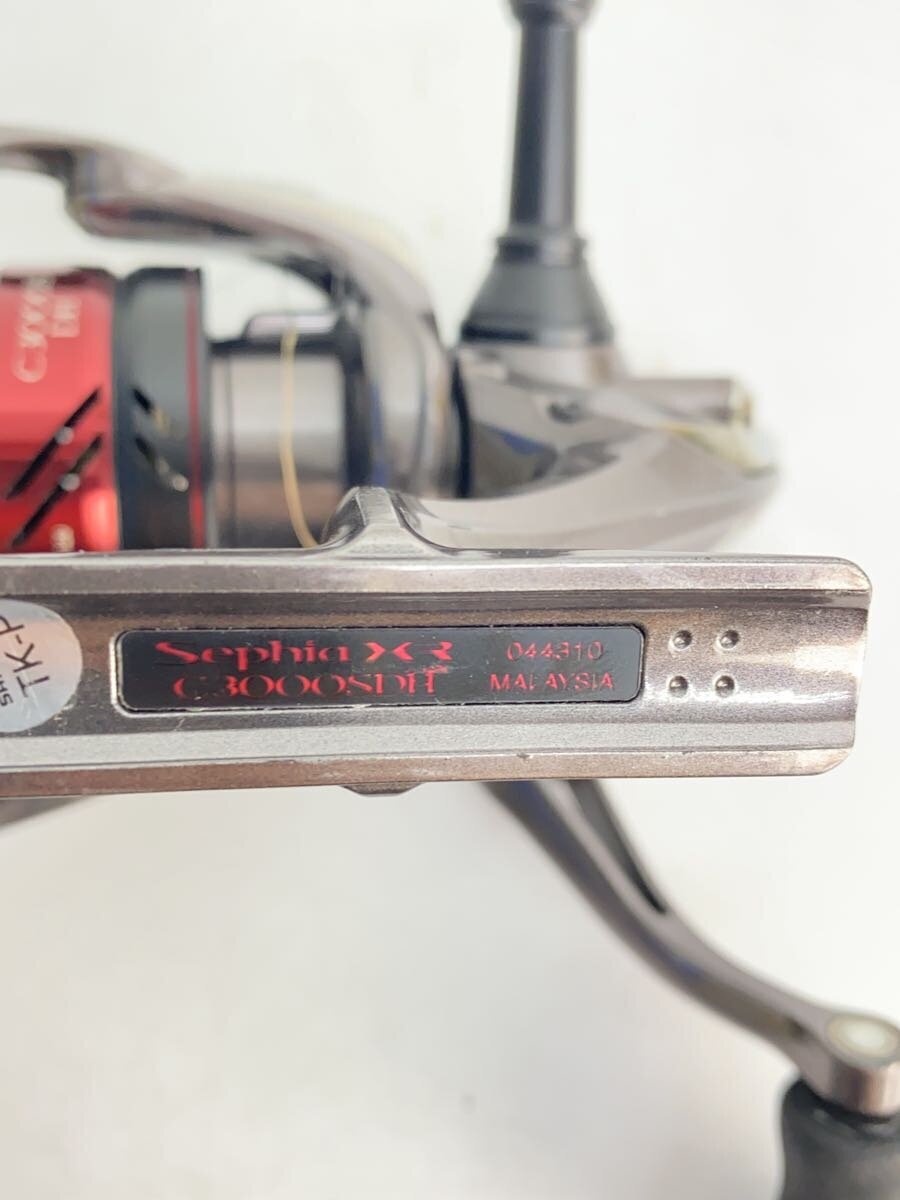 Sephia XR 044310
C3000SDH MALAYSIA
TK-P